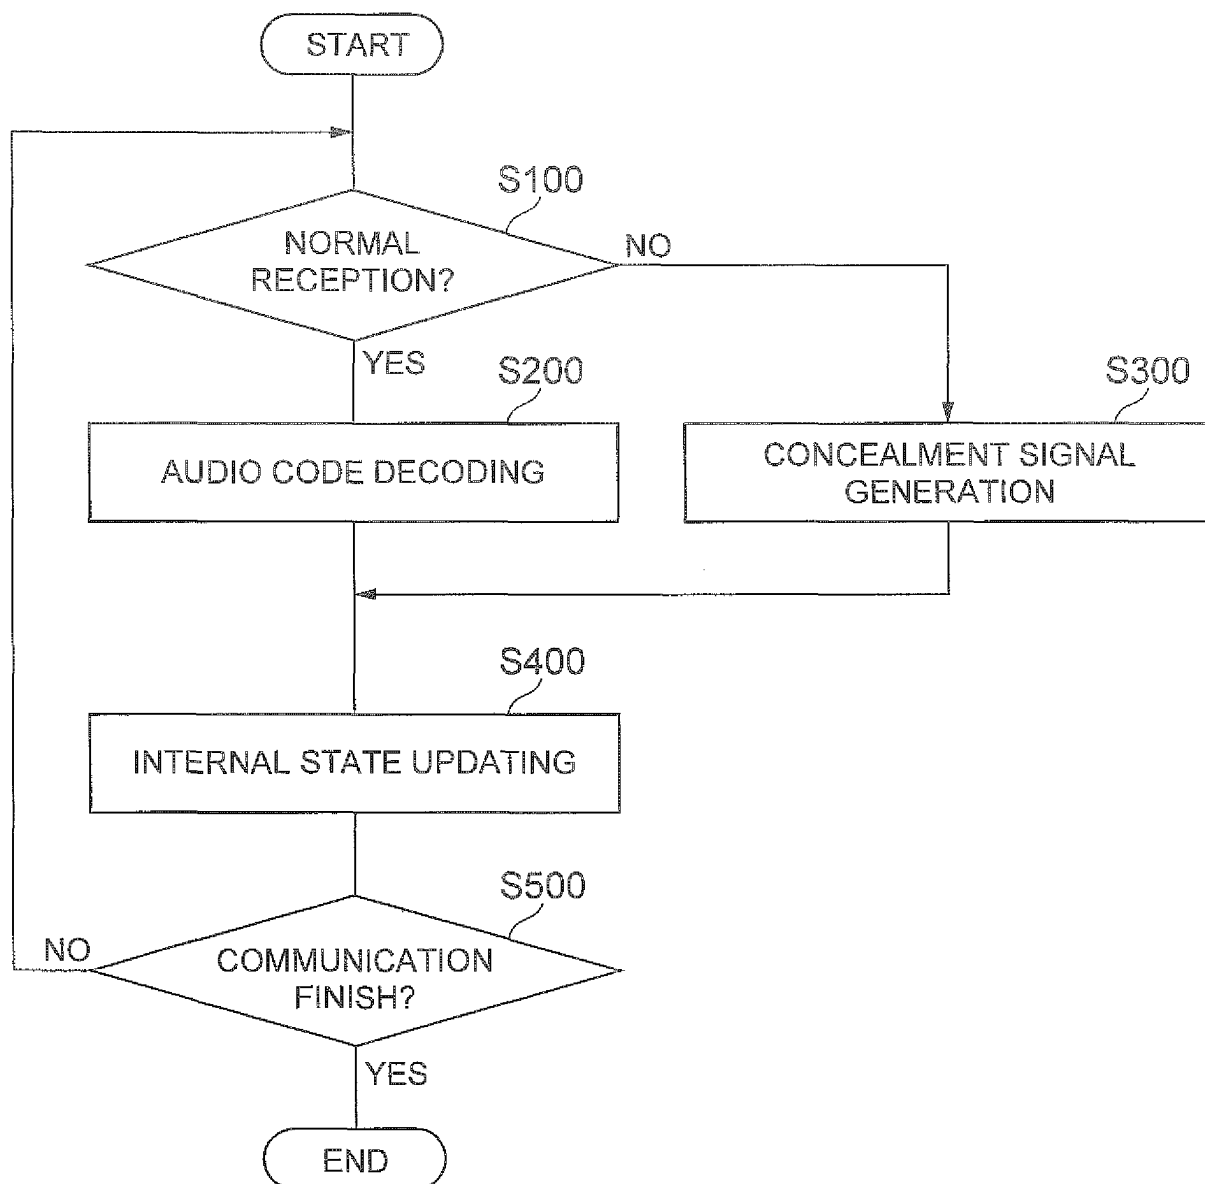 START
S100
NORMAL
RECEPTION?
NO
YES
S200
S300
AUDIO CODE DECODING
CONCEALMENT SIGNAL
GENERATION
S400
INTERNAL STATE UPDATING
S500
NO
COMMUNICATION
FINISH?
YES
END